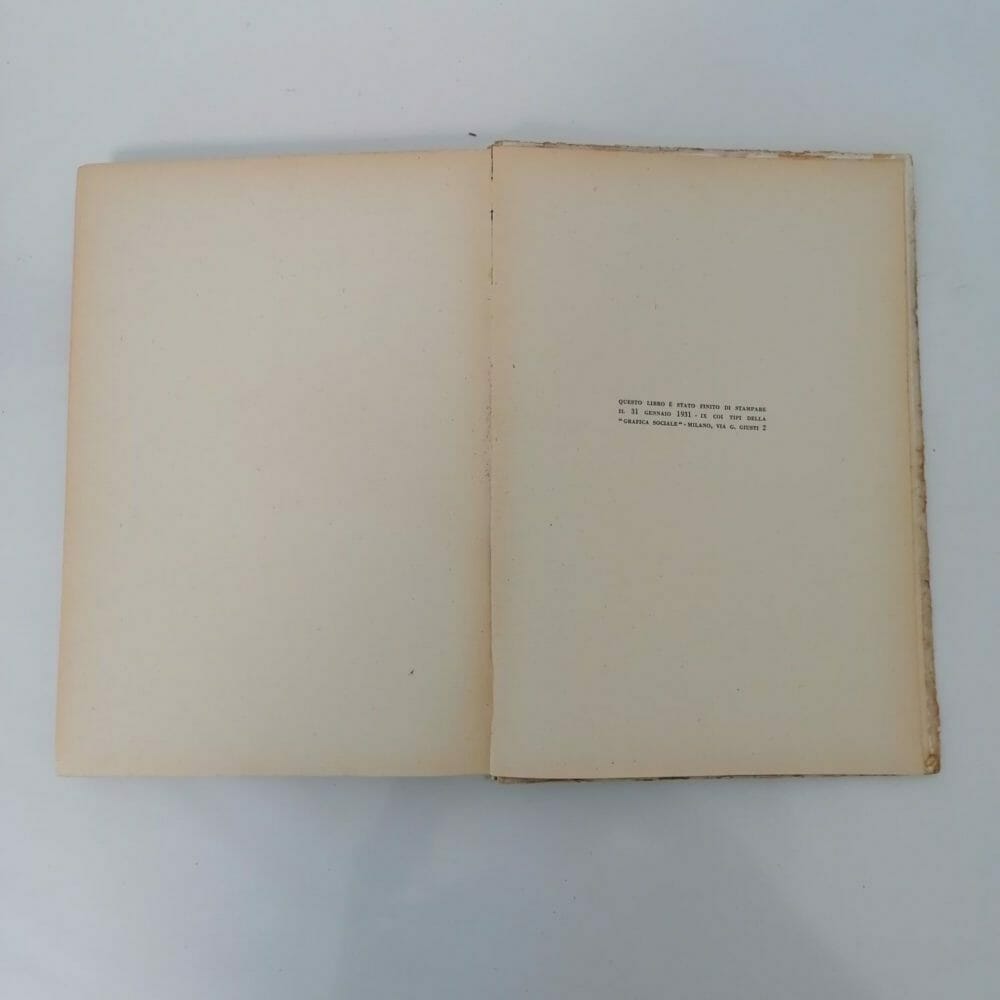 QUESTO LIBRO È STATO FINITO DI STAMPARE
IL 31 GENNAIO 1931 - IX COI TIPI DELLA
"GRAFICA SOCIALE" - MILANO, VIA G. GIUSTI 2